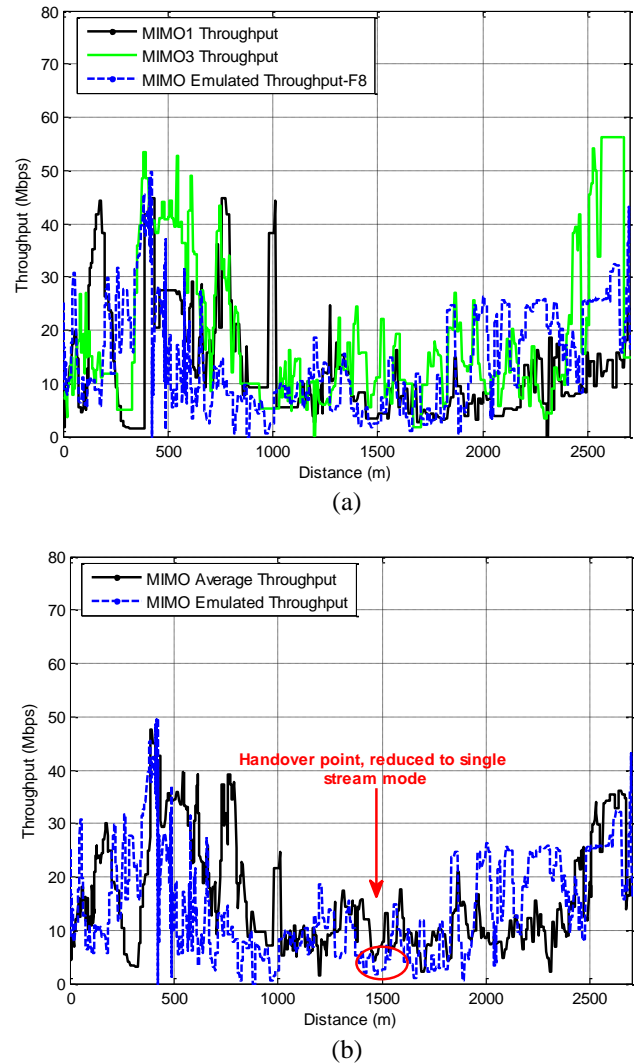 80
70
60
50
40
30
20
10
0
Throughput (Mbps)
MIMO1 Throughput
MIMO3 Throughput
MIMO Emulated Throughput-F8
0 500 1000 1500 2000 2500
Distance (m)
(a)
80
70
60
50
40
30
20
10
0
Throughput (Mbps)
MIMO Average Throughput
MIMO Emulated Throughput
Handover point, reduced to single
stream mode
0 500 1000 1500 2000 2500
Distance (m)
(b)